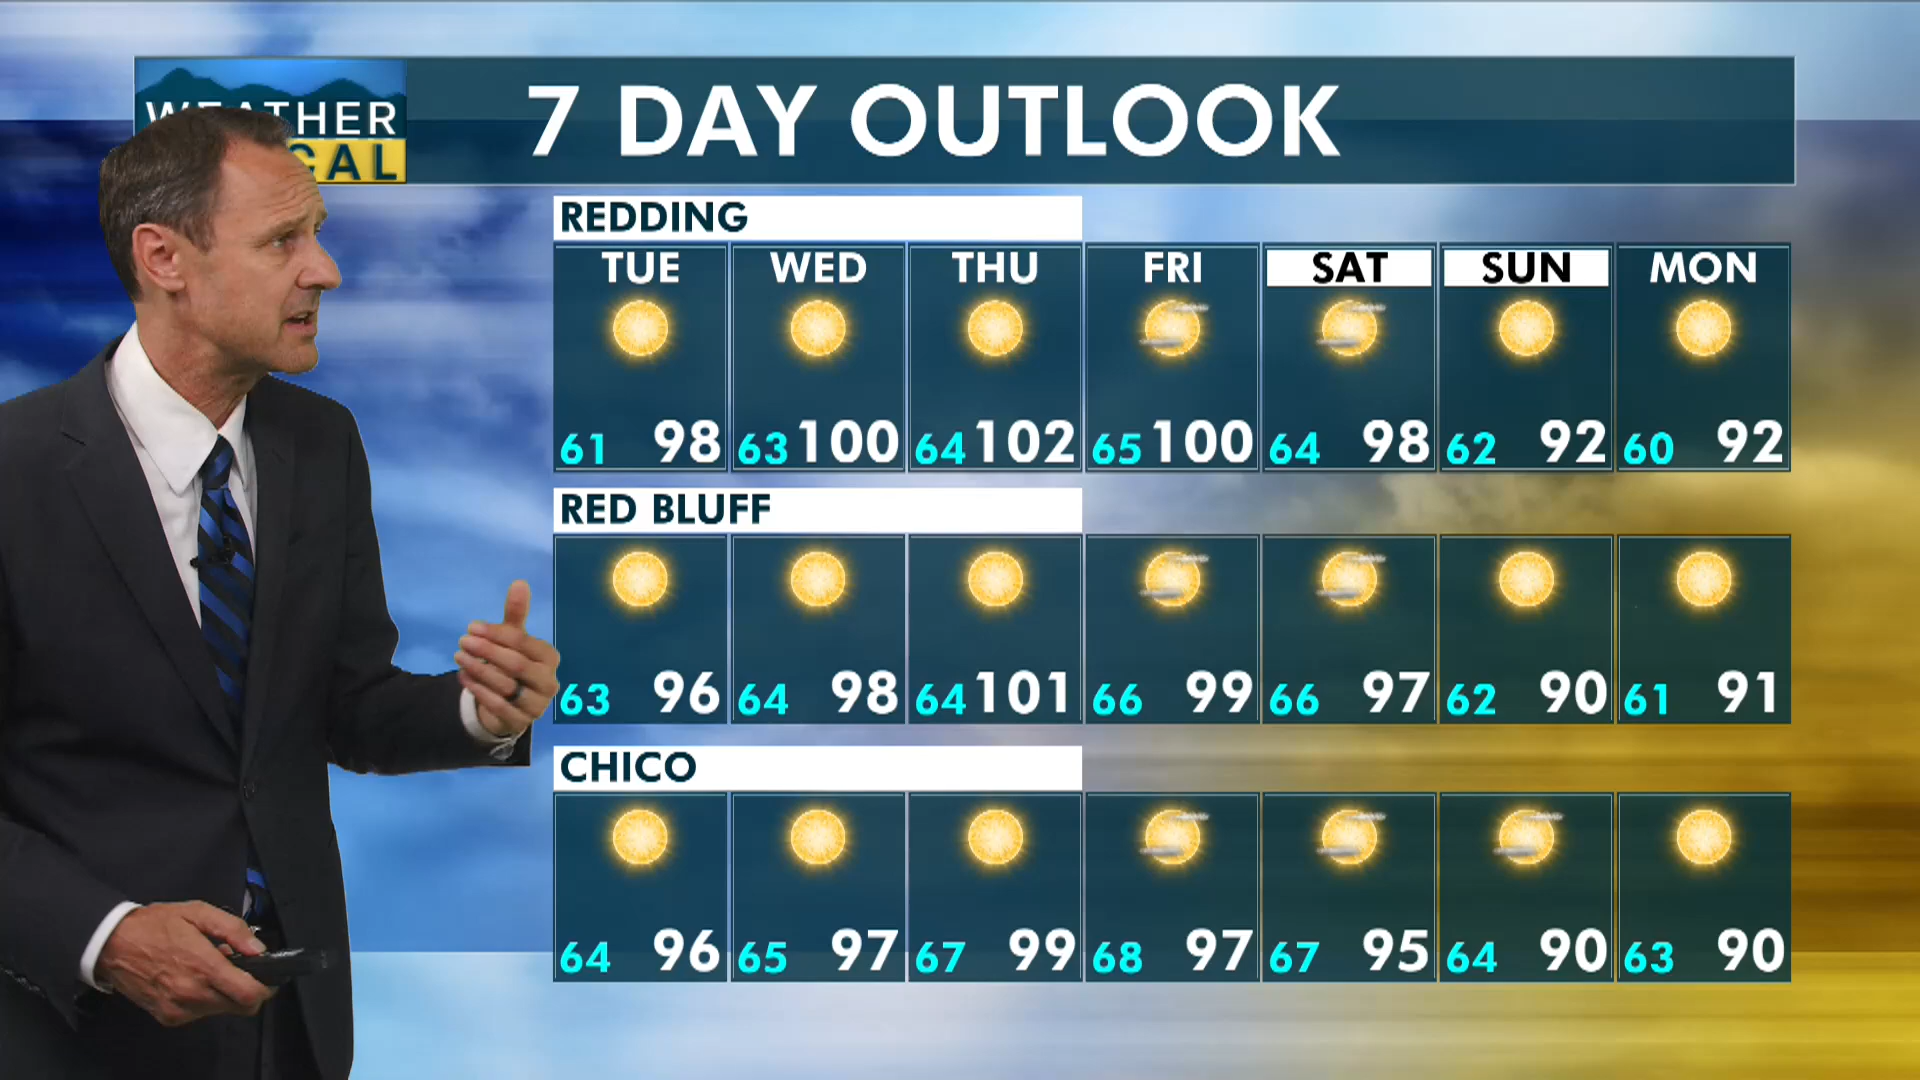 WEATHER
CAL
7 DAY OUTLOOK
REDDING
TUE WED THU FRI SAT SUN MON
61 98 63 100 64 102 65 100 64 98 62 92 60 92
RED BLUFF
63 96 64 98 64 101 66 99 66 97 62 90 61 91
CHICO
64 96 65 97 67 99 68 97 67 95 64 90 63 90